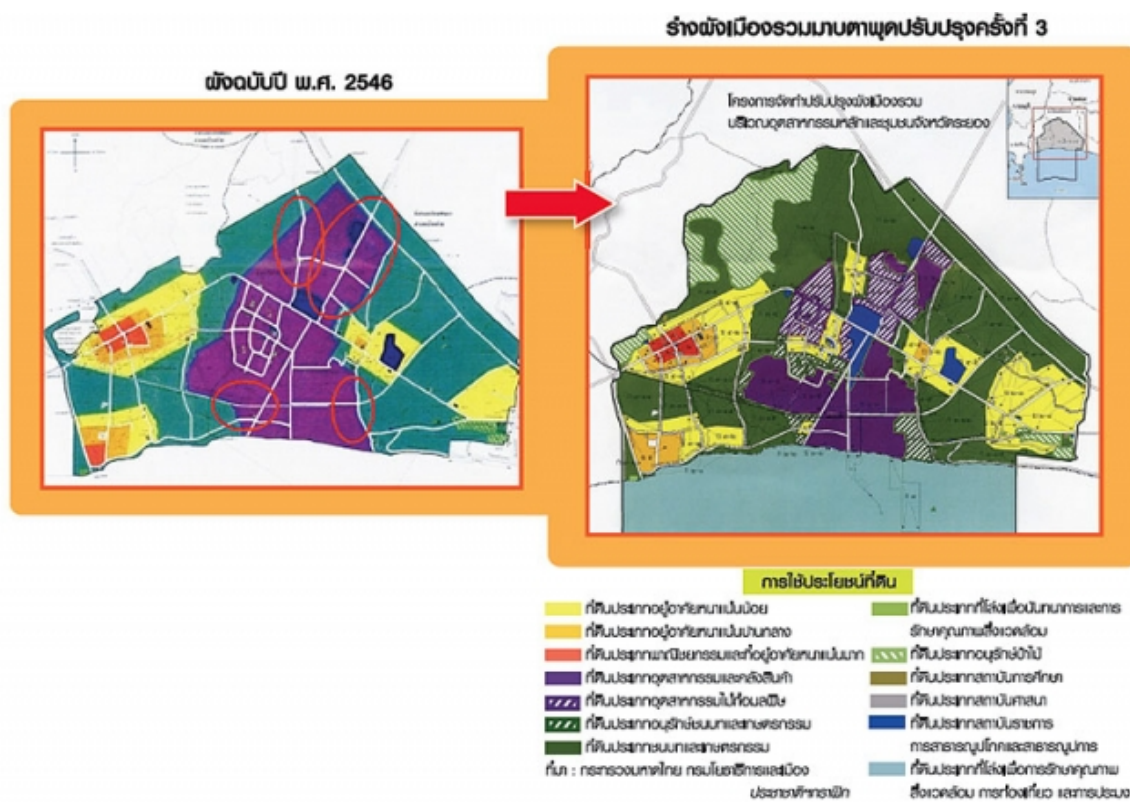 ร่างผังเมืองรวมมาบตาพุดปรับปรุงครั้งที่ 3
ผังฉบับปี พ.ศ. 2546
โครงการจัดทำปรับปรุงผังเมืองรวม
บริเวณอุตสาหกรรมหลักและชุมชนจังหวัดระยอง
การใช้ประโยชน์ที่ดิน
ที่ดินประเภทอยู่อาศัยหนาแน่นน้อย
ที่ดินประเภทอยู่อาศัยหนาแน่นปานกลาง
ที่ดินประเภทพาณิชยกรรมและที่อยู่อาศัยหนาแน่นมาก
ที่ดินประเภทอุตสาหกรรมและคลังสินค้า
ที่ดินประเภทอุตสาหกรรมไม่ก่อมลพิษ
ที่ดินประเภทอนุรักษ์ชนบทและเกษตรกรรม
ที่ดินประเภทชนบทและเกษตรกรรม
ที่มา : กระทรวงมหาดไทย กรมโยธาธิการและเมือง
ประชาชาติฯกราฟิก
ที่ดินประเภทที่โล่งเพื่อนันทนาการและการ
รักษาคุณภาพสิ่งแวดล้อม
ที่ดินประเภทอนุรักษ์ป่าไม้
ที่ดินประเภทสถาบันการศึกษา
ที่ดินประเภทสถาบันศาสนา
ที่ดินประเภทสถาบันราชการ
การสาธารณูปโภคและสาธารณูปการ
ที่ดินประเภทที่โล่งเพื่อการรักษาคุณภาพ
สิ่งแวดล้อม การท่องเที่ยว และการประมง